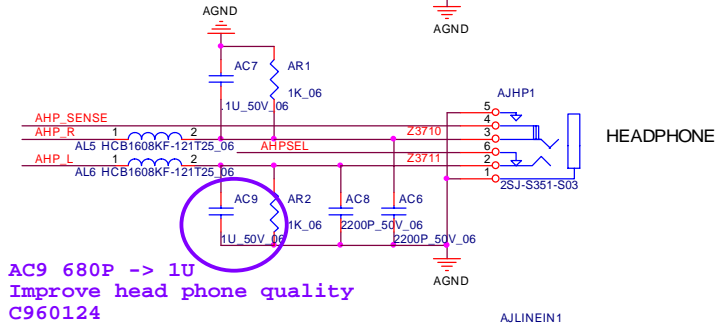 AGND
AGND
AC7
AR1
1K_06
.1U_50V_06
AJHP1
AHP_SENSE
AHP_R
1
2
Z3710
AL5 HCB1608KF-121T25_06
AHPSEL
AHP_L
1
2
Z3711
AL6 HCB1608KF-121T25_06
5
4
3
6
2
1
HEADPHONE
2SJ-S351-S03
AC9
AR2
AC8
AC6
1K_06
2200P_50V_06
1U_50V_06
2200P_50V_06
AGND
AC9 680P -> 1U
Improve head phone quality
C960124
AJLINEIN1